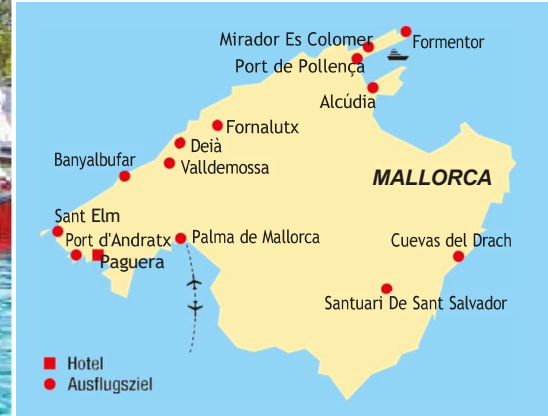 Mirador Es Colomer
Formentor
Port de Pollença
Alcúdia
Fornalutx
Deià
Banyalbufar
Valldemossa
MALLORCA
Sant Elm
Port d'Andratx
Palma de Mallorca
Cuevas del Drach
Paguera
Santuari De Sant Salvador
Hotel
Ausflugsziel